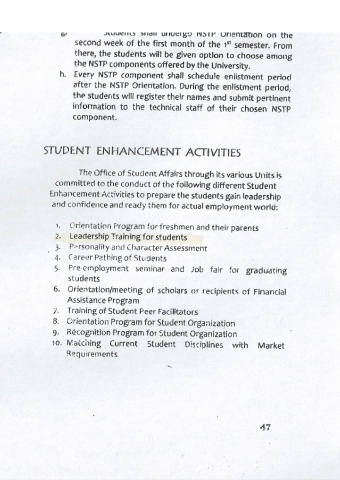 g. Students shall undergo NSTP Orientation on the
second week of the first month of the 1st semester. From
there, the students will be given option to choose among
the NSTP components offered by the University.
h. Every NSTP component shall schedule enlistment period
after the NSTP Orientation. During the enlistment period,
the students will register their names and submit pertinent
information to the technical staff of their chosen NSTP
component.
STUDENT ENHANCEMENT ACTIVITIES
The Office of Student Affairs through its various Units is
committed to the conduct of the following different Student
Enhancement Activities to prepare the students gain leadership
and confidence and ready them for actual employment world:
1. Orientation Program for freshmen and their parents
2. Leadership Training for students
3. Personality and Character Assessment
4. Career Pathing of Students
5. Pre-employment seminar and Job fair for graduating
students
6. Orientation/meeting of scholars or recipients of Financial
Assistance Program
7. Training of Student Peer Facilitators
8. Orientation Program for Student Organization
9. Recognition Program for Student Organization
10. Matching Current Student Disciplines with Market
Requirements
47